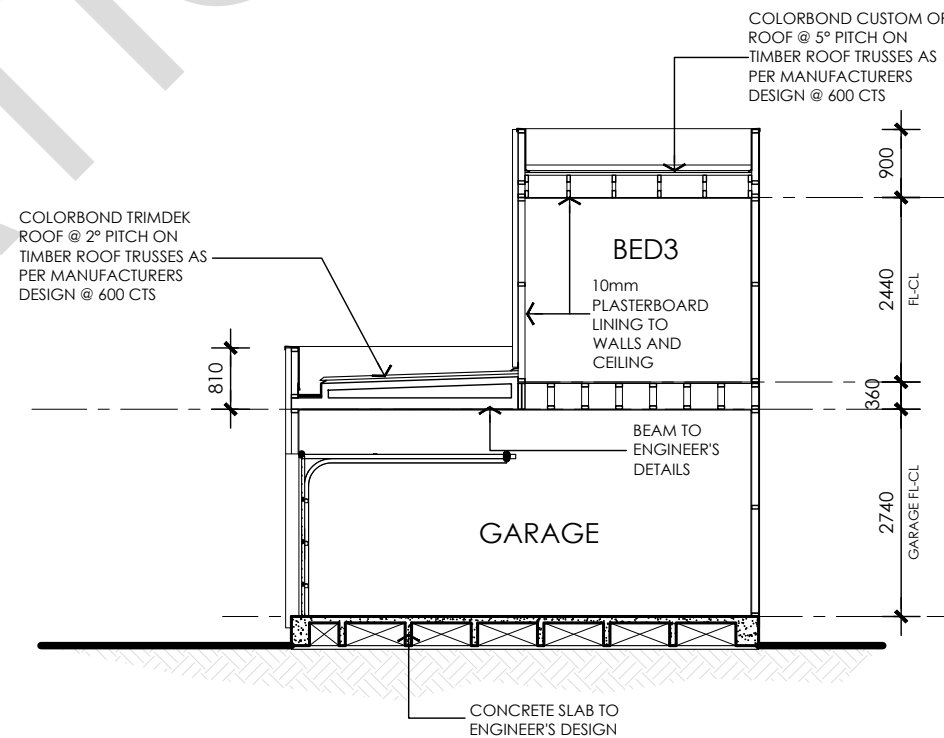 COLORBOND CUSTOM
ROOF @ 5° PITCH ON
TIMBER ROOF TRUSSES AS
PER MANUFACTURERS
DESIGN @ 600 CTS
900
COLORBOND TRIMDEK
ROOF @ 2° PITCH ON
TIMBER ROOF TRUSSES AS
PER MANUFACTURERS
DESIGN @ 600 CTS
BED3
10mm
PLASTERBOARD
LINING TO
WALLS AND
CEILING
2440
FL-CL
810
360
BEAM TO
ENGINEER'S
DETAILS
GARAGE
2740
GARAGE FL-CL
CONCRETE SLAB TO
ENGINEER'S DESIGN